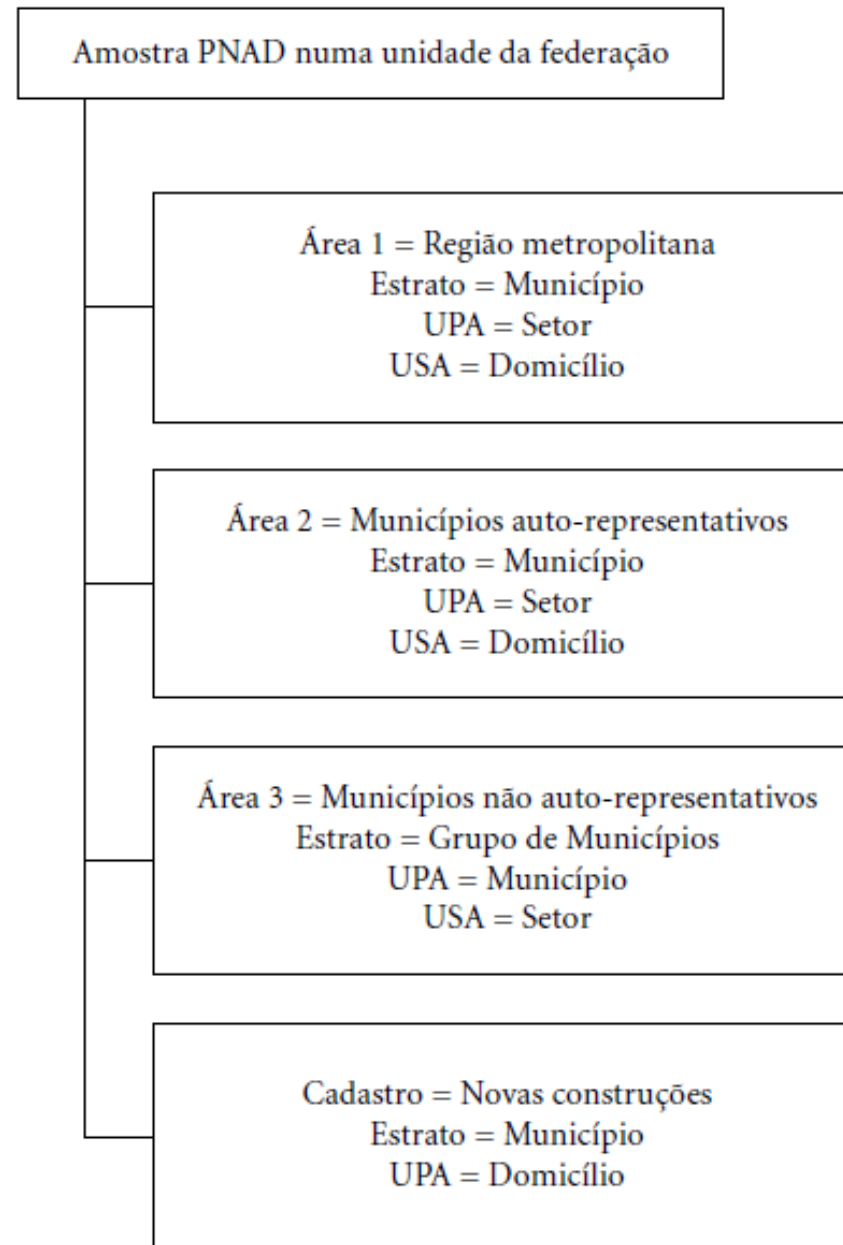 Amostra PNAD numa unidade da federação
Área 1 = Região metropolitana
Estrato = Município
UPA = Setor
USA = Domicílio
Área 2 = Municípios auto-representativos
Estrato = Município
UPA = Setor
USA = Domicílio
Área 3 = Municípios não auto-representativos
Estrato = Grupo de Municípios
UPA = Município
USA = Setor
Cadastro = Novas construções
Estrato = Município
UPA = Domicílio